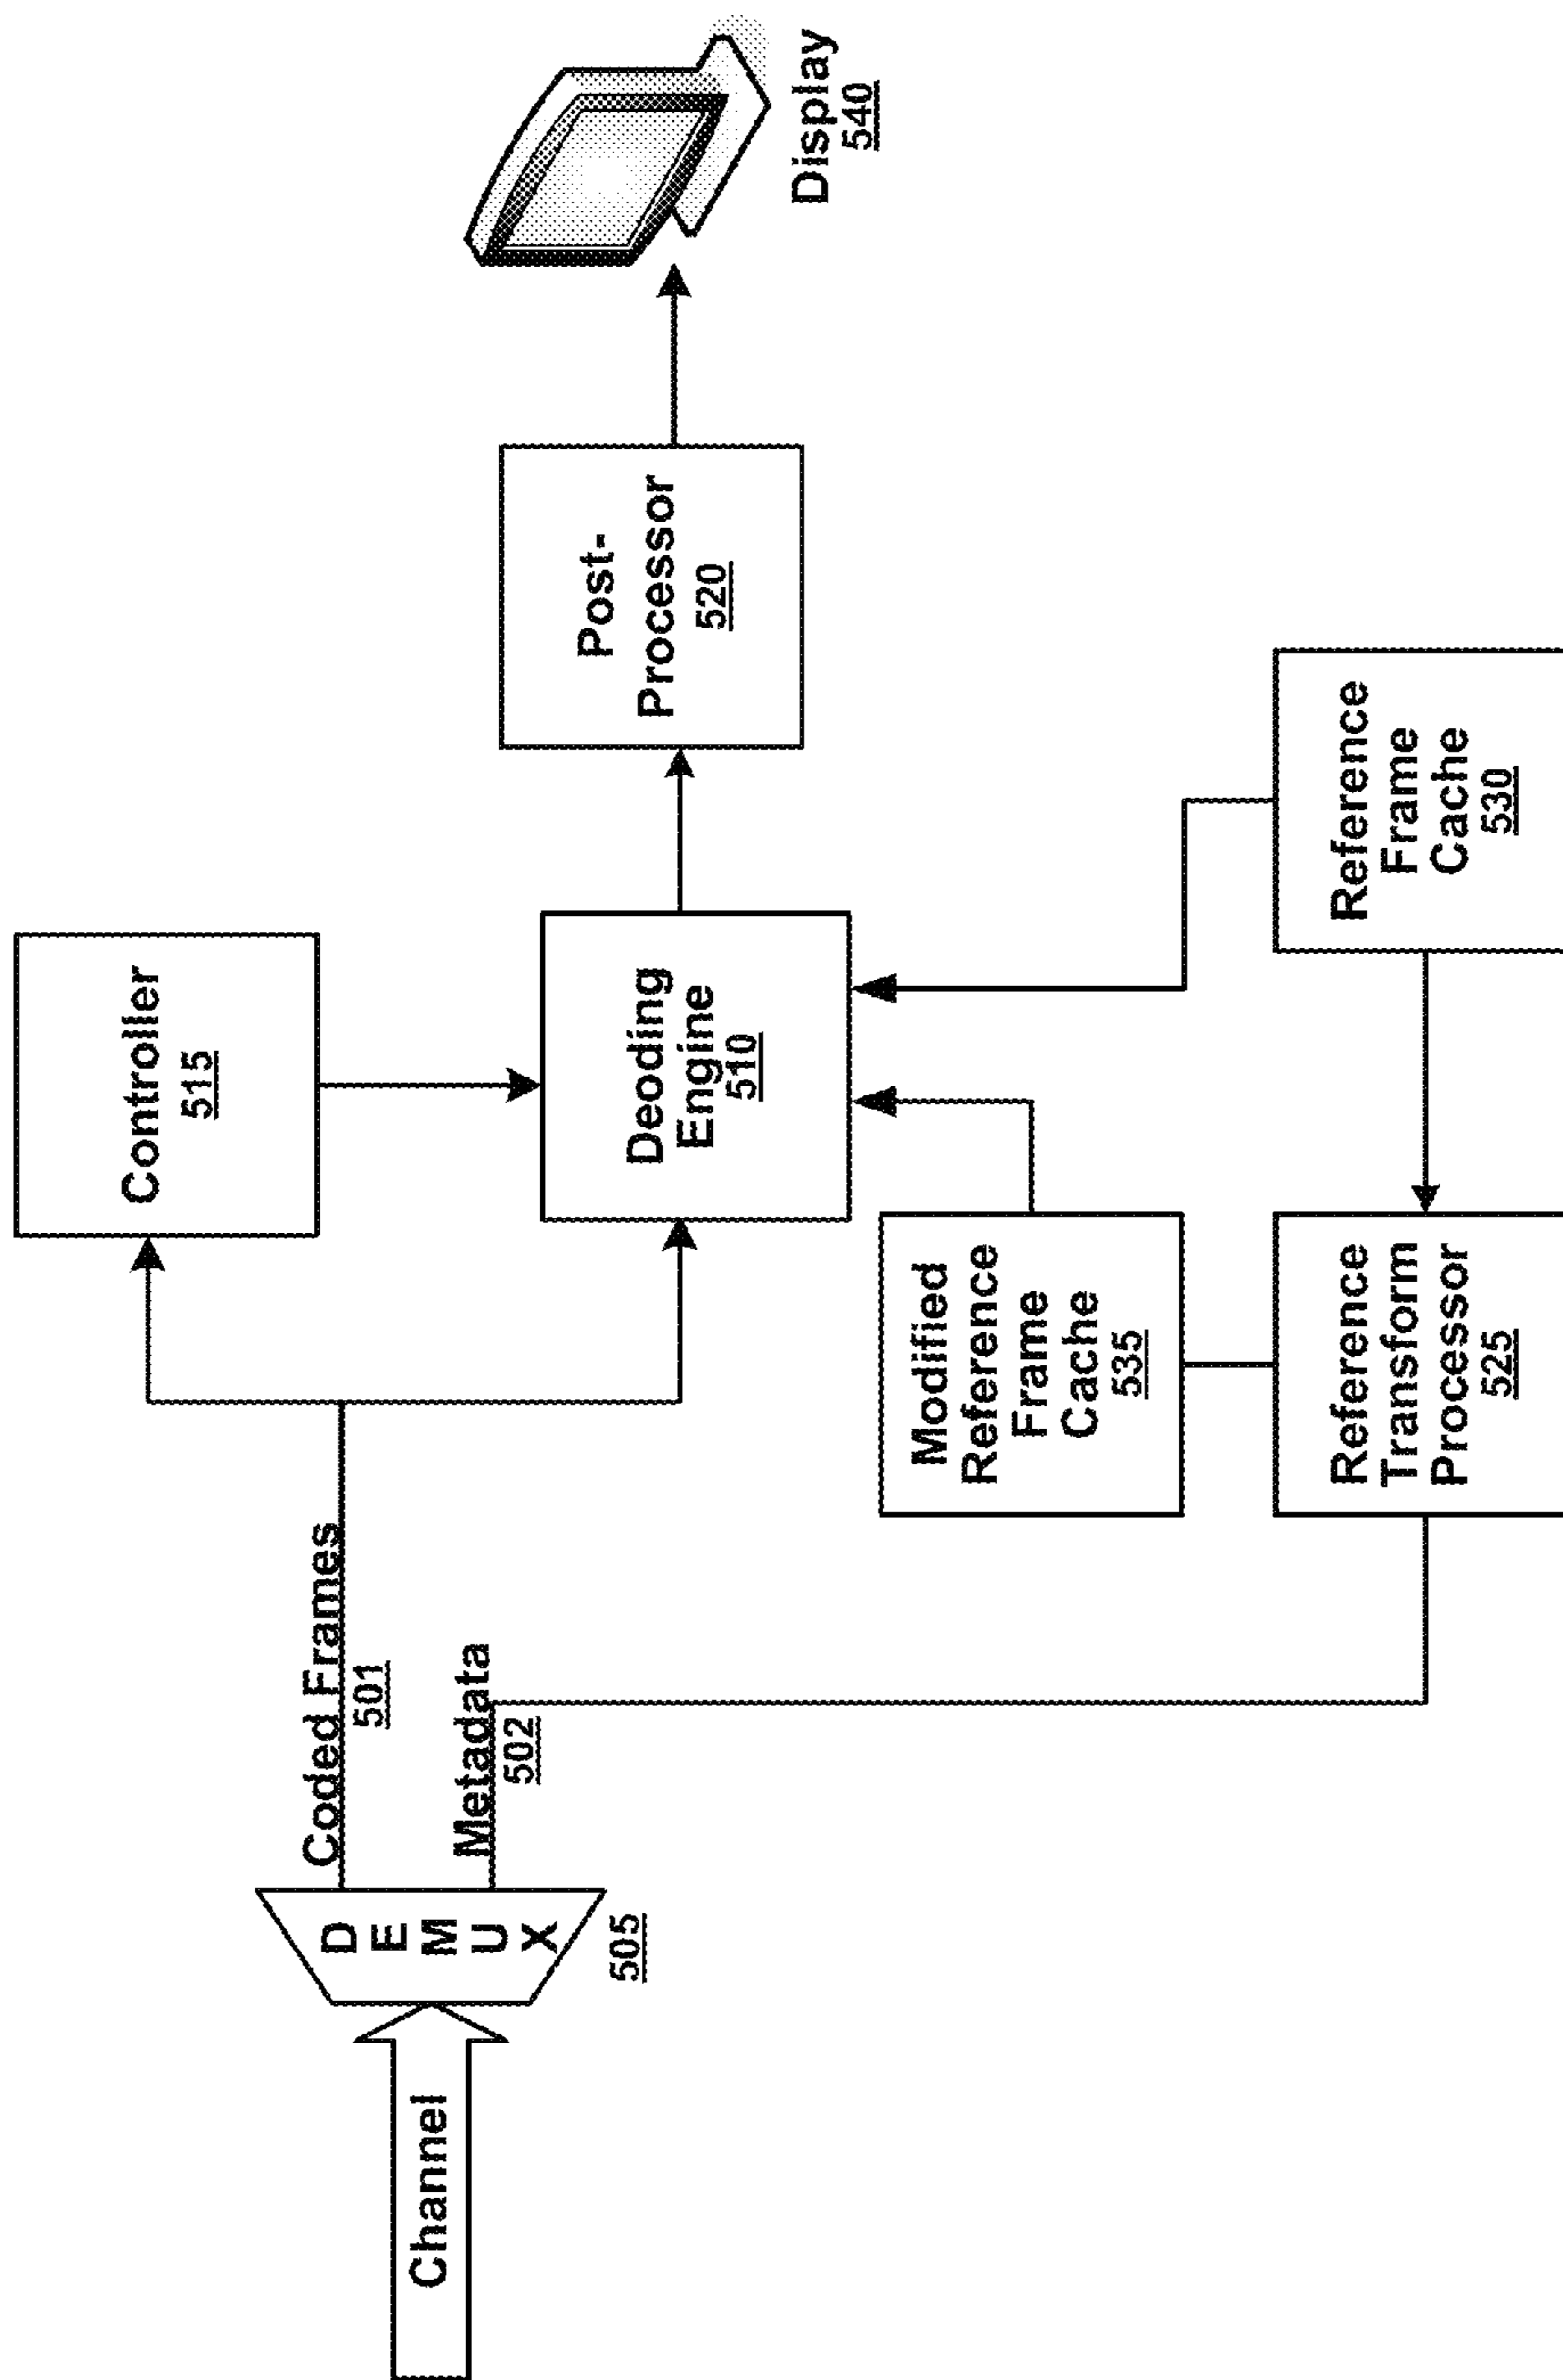 Channel
D
E
M
U
X
505
Coded Frames
501
Metadata
502
Controller
515
Deoding
Engine
510
Modified
Reference
Frame
Cache
535
Reference
Transform
Processor
525
Reference
Frame
Cache
530
Post-
Processor
520
Display
540